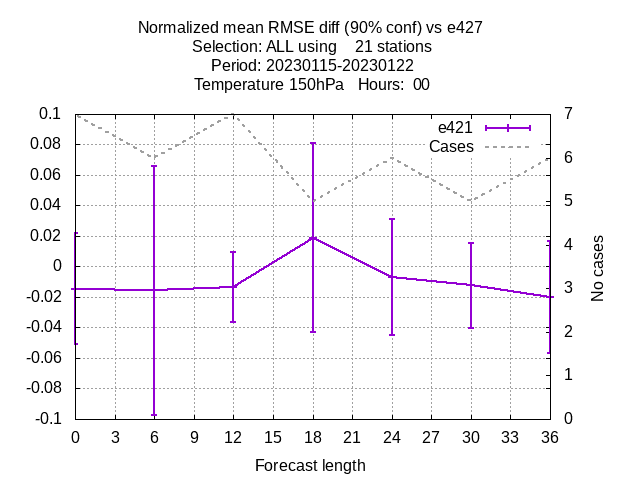 Normalized mean RMSE diff (90% conf) vs e427
Selection: ALL using    21 stations
Period: 20230115-20230122
Temperature 150hPa   Hours:  00
e421
Cases
0.1
0.08
0.06
0.04
0.02
0
-0.02
-0.04
-0.06
-0.08
-0.1
7
6
5
4
3
2
1
0
No cases
0 3 6 9 12 15 18 21 24 27 30 33 36
Forecast length